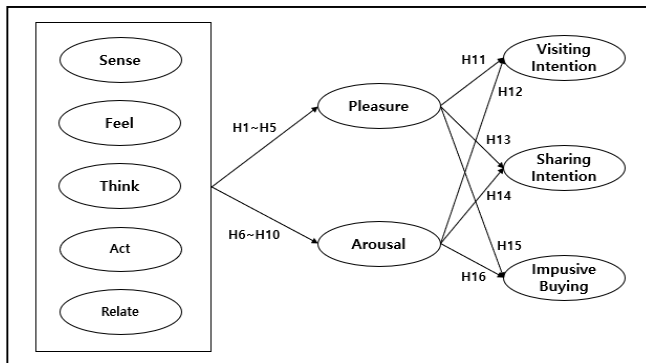 Sense
Feel
Think
Act
Relate
H1~H5
H6~H10
Pleasure
Arousal
H11
H12
H13
H14
H15
H16
Visiting
Intention
Sharing
Intention
Impusive
Buying